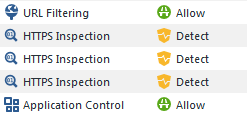 URL Filtering Allow
HTTPS Inspection Detect
HTTPS Inspection Detect
HTTPS Inspection Detect
Application Control Allow